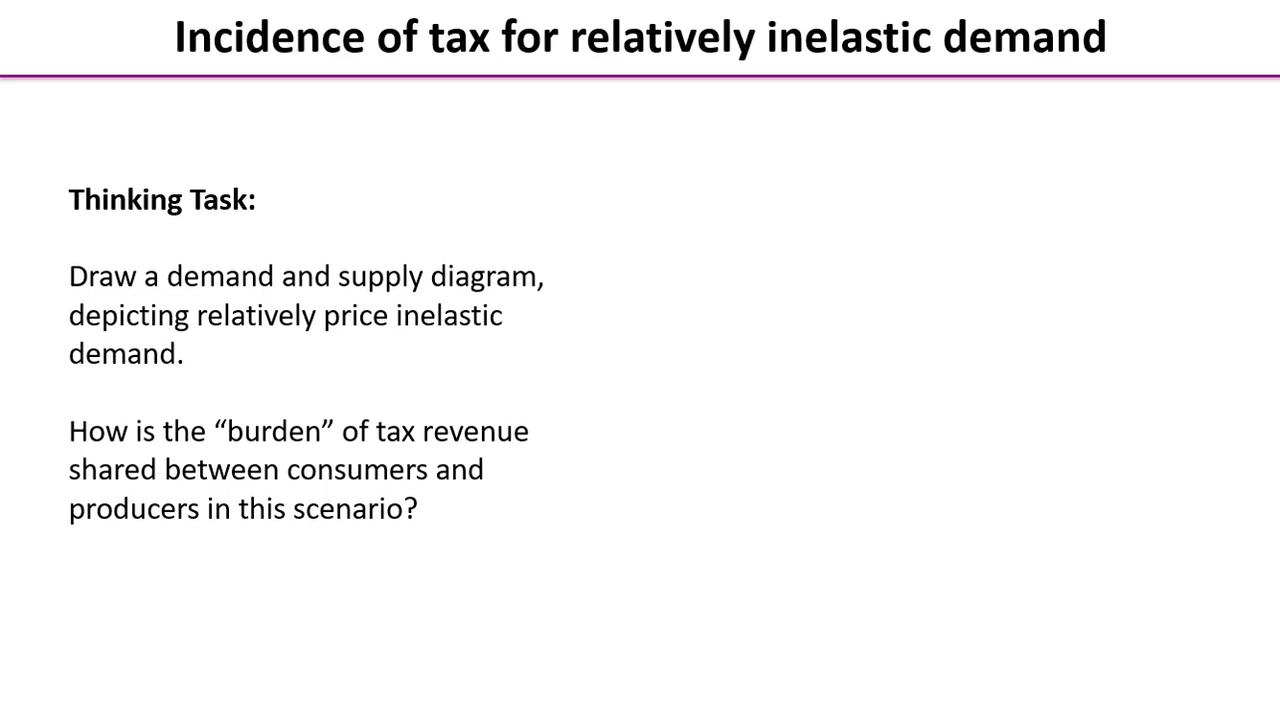 Incidence of tax for relatively inelastic demand
Thinking Task:
Draw a demand and supply diagram,
depicting relatively price inelastic
demand.
How is the “burden” of tax revenue
shared between consumers and
producers in this scenario?